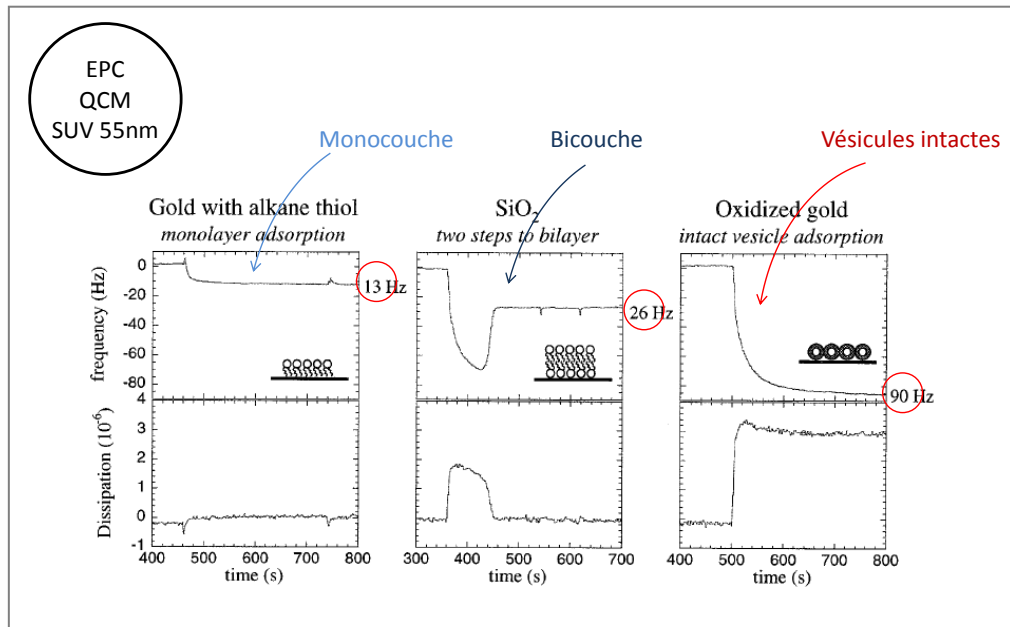 EPC
QCM
SUV 55nm
Monocouche
Bicouche
Vésicules intactes
Gold with alkane thiol
monolayer adsorption
SiO₂
two steps to bilayer
Oxidized gold
intact vesicle adsorption
frequency (Hz)
0
-20
-40
-60
-80
4
13 Hz
26 Hz
90 Hz
Dissipation (10⁻⁶)
3
2
1
0
-1
400 500 600 700 800
300 400 500 600 700
400 500 600 700 800
time (s)
time (s)
time (s)